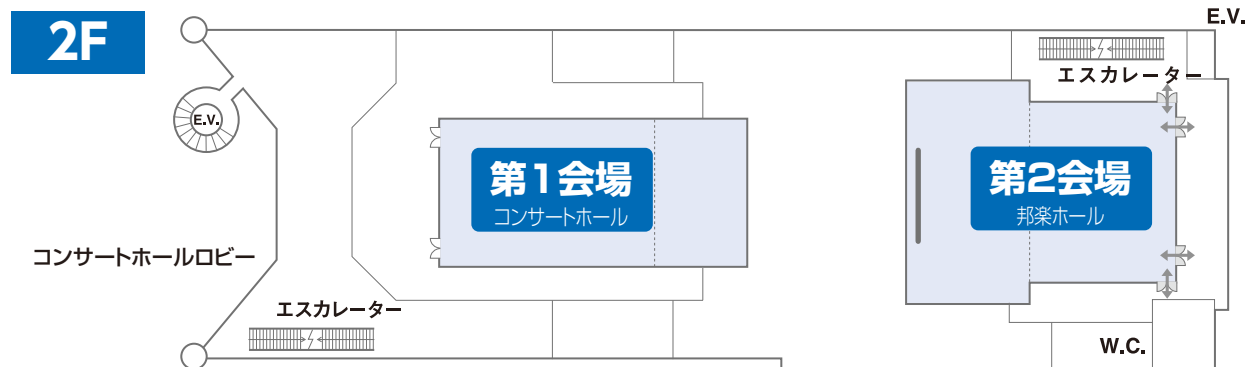 2F
E.V.
エスカレーター
E.V.
第1会場
コンサートホール
第2会場
邦楽ホール
コンサートホールロビー
エスカレーター
W.C.